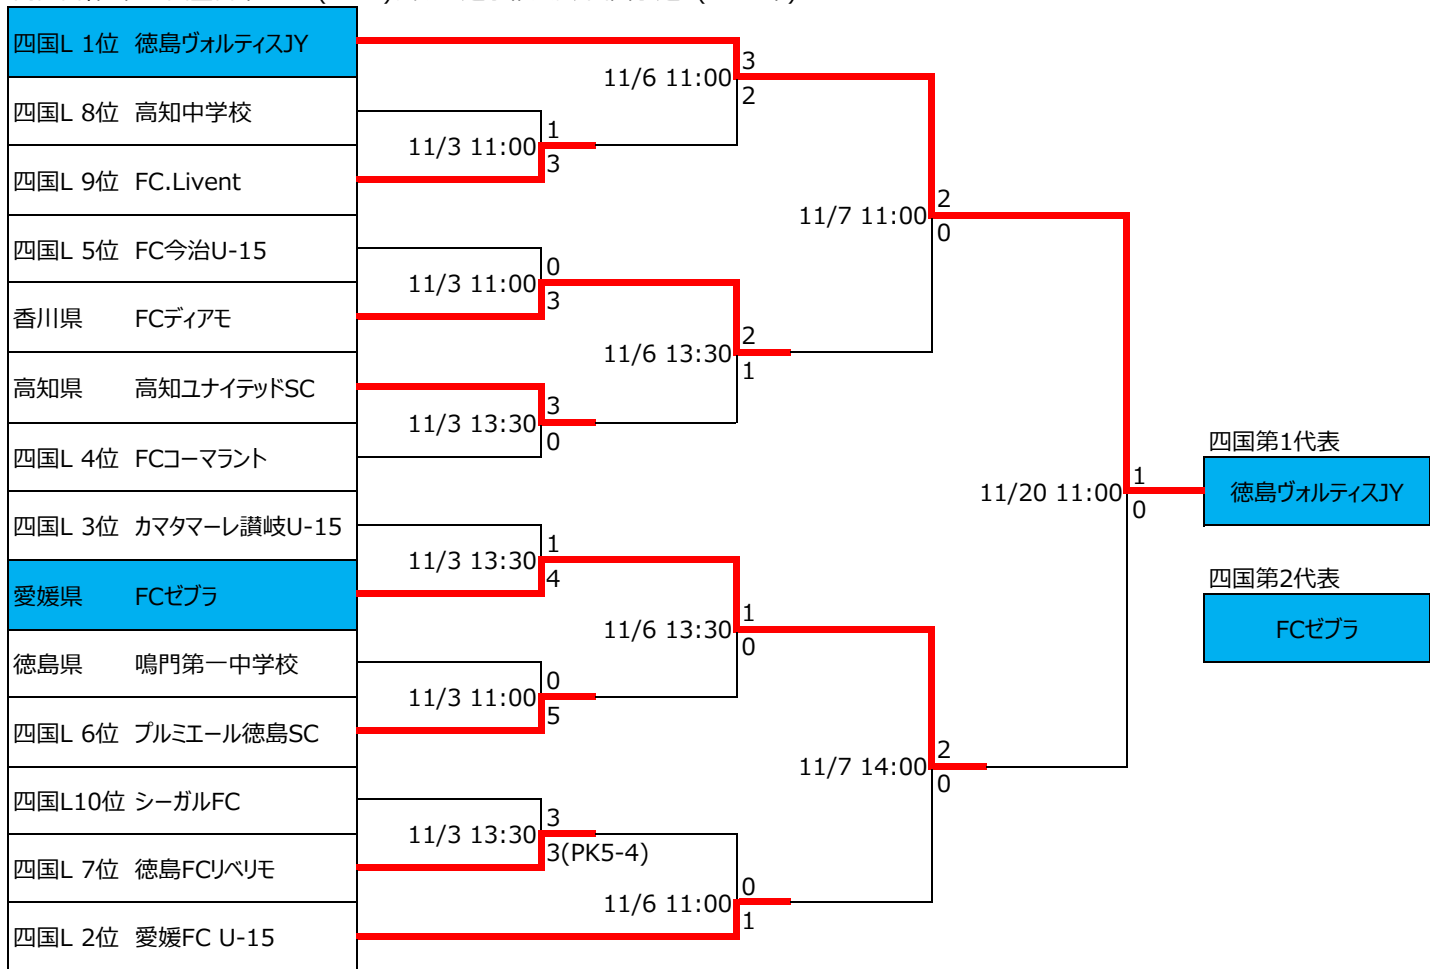 四国L 1位 徳島ヴォルティスJY
四国L 8位 高知中学校
四国L 9位 FC.Livent
四国L 5位 FC今治U-15
香川県 FCディアモ
高知県 高知ユナイテッドSC
四国L 4位 FCコーマラント
四国L 3位 カマタマーレ讃岐U-15
愛媛県 FCゼブラ
徳島県 鳴門第一中学校
四国L 6位 プルミエール徳島SC
四国L10位 シーガルFC
四国L 7位 徳島FCリベリモ
四国L 2位 愛媛FC U-15
11/3 11:00
1
3
11/3 11:00
0
3
11/3 13:30
3
0
11/3 13:30
1
4
11/3 11:00
0
5
11/3 13:30
3
3(PK5-4)
11/6 11:00
3
2
11/6 13:30
2
1
11/6 13:30
1
0
11/6 11:00
0
1
11/7 11:00
2
0
11/7 14:00
2
0
11/20 11:00
1
0
四国第1代表
徳島ヴォルティスJY
四国第2代表
FCゼブラ